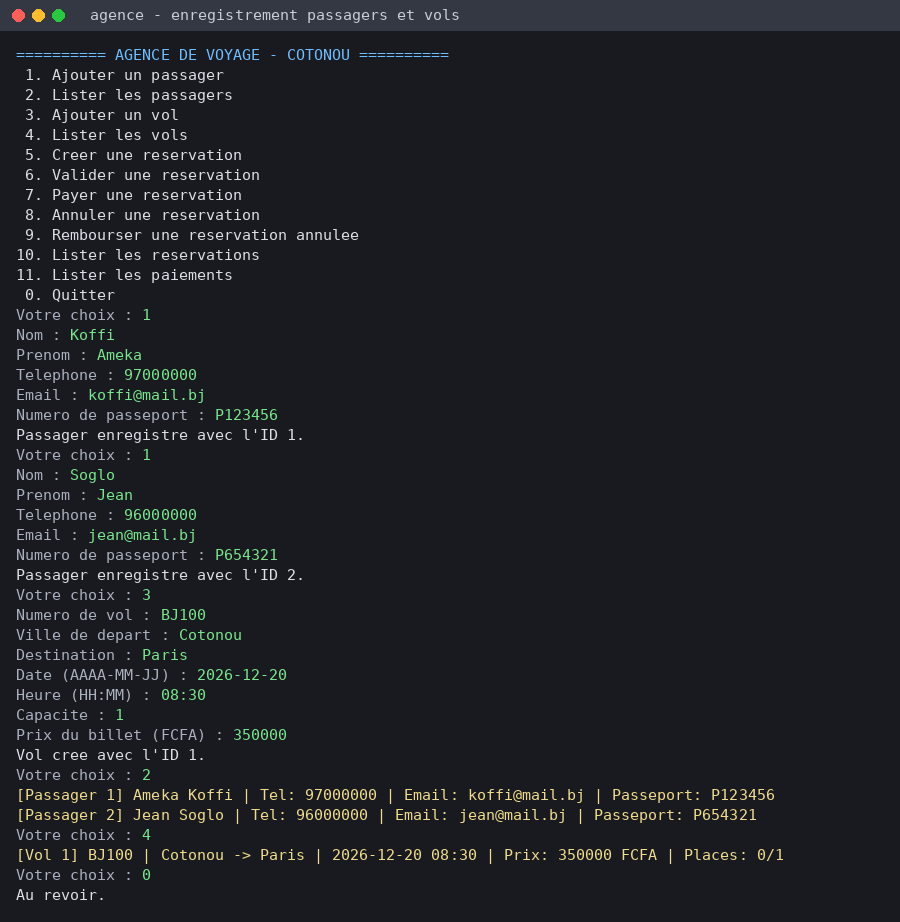 agence - enregistrement passagers et vols
========== AGENCE DE VOYAGE - COTONOU ==========
1. Ajouter un passager
2. Lister les passagers
3. Ajouter un vol
4. Lister les vols
5. Creer une reservation
6. Valider une reservation
7. Payer une reservation
8. Annuler une reservation
9. Rembourser une reservation annulee
10. Lister les reservations
11. Lister les paiements
0. Quitter
Votre choix : 1
Nom : Koffi
Prenom : Ameka
Telephone : 97000000
Email : koffi@mail.bj
Numero de passeport : P123456
Passager enregistre avec l'ID 1.
Votre choix : 1
Nom : Soglo
Prenom : Jean
Telephone : 96000000
Email : jean@mail.bj
Numero de passeport : P654321
Passager enregistre avec l'ID 2.
Votre choix : 3
Numero de vol : BJ100
Ville de depart : Cotonou
Destination : Paris
Date (AAAA-MM-JJ) : 2026-12-20
Heure (HH:MM) : 08:30
Capacite : 1
Prix du billet (FCFA) : 350000
Vol cree avec l'ID 1.
Votre choix : 2
[Passager 1] Ameka Koffi | Tel: 97000000 | Email: koffi@mail.bj | Passeport: P123456
[Passager 2] Jean Soglo | Tel: 96000000 | Email: jean@mail.bj | Passeport: P654321
Votre choix : 4
[Vol 1] BJ100 | Cotonou -> Paris | 2026-12-20 08:30 | Prix: 350000 FCFA | Places: 0/1
Votre choix : 0
Au revoir.